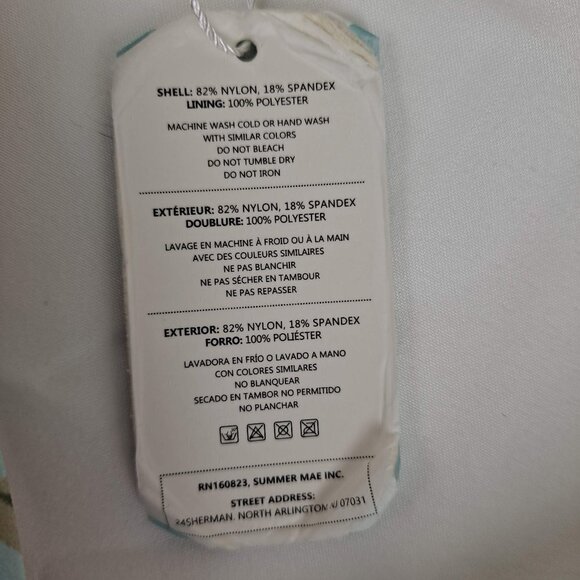 SHELL: 82% NYLON, 18% SPANDEX
LINING: 100% POLYESTER
MACHINE WASH COLD OR HAND WASH
WITH SIMILAR COLORS
DO NOT BLEACH
DO NOT TUMBLE DRY
DO NOT IRON
EXTÉRIEUR: 82% NYLON, 18% SPANDEX
DOUBLURE: 100% POLYESTER
LAVAGE EN MACHINE À FROID OU À LA MAIN
AVEC DES COULEURS SIMILAIRES
NE PAS BLANCHIR
NE PAS SÉCHER EN TAMBOUR
NE PAS REPASSER
EXTERIOR: 82% NYLON, 18% SPANDEX
FORRO: 100% POLIÉSTER
LAVADORA EN FRÍO O LAVADO A MANO
CON COLORES SIMILARES
NO BLANQUEAR
SECADO EN TAMBOR NO PERMITIDO
NO PLANCHAR
RN160823, SUMMER MAE INC.
STREET ADDRESS:
24SHERMAN, NORTH ARLINGTON 07031